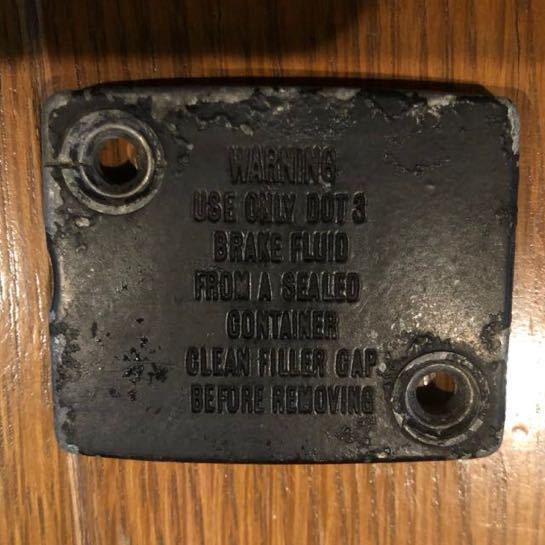 WARNING
USE ONLY DOT 3
BRAKE FLUID
FROM A SEALED
CONTAINER
CLEAN FILLER CAP
BEFORE REMOVING